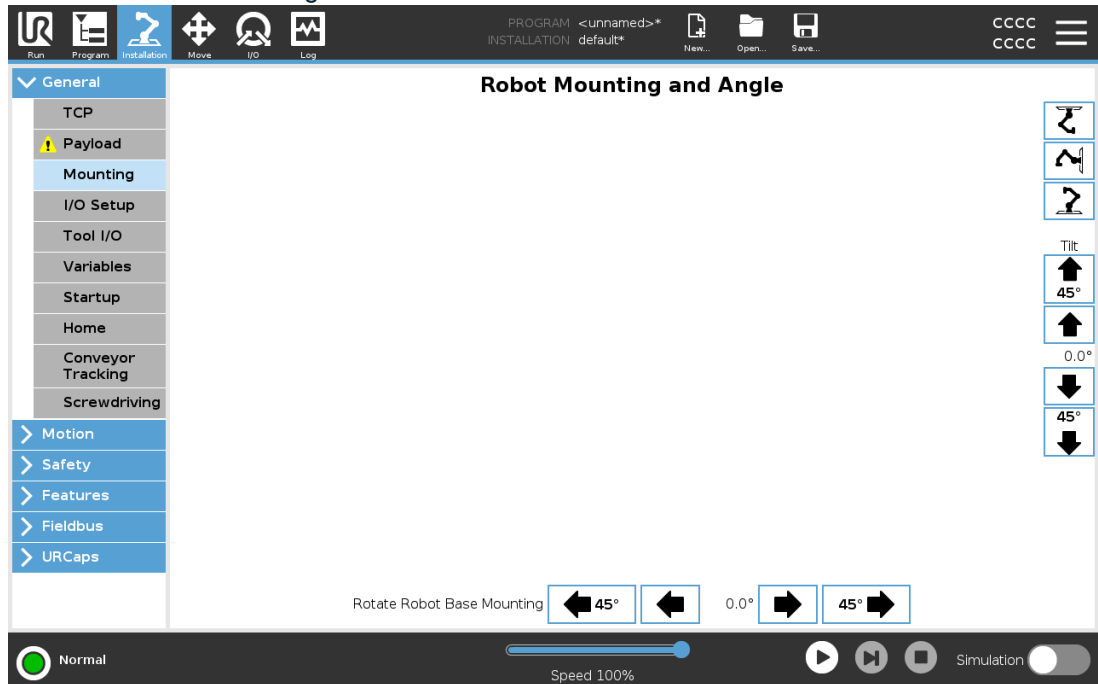 PROGRAM <unnamed>*
INSTALLATION default*
Run
Program
Installation
Move
I/O
Log
New...
Open...
Save...
CCCC
CCCC
General
TCP
Payload
Mounting
I/O Setup
Tool I/O
Variables
Startup
Home
Conveyor
Tracking
Screwdriving
Motion
Safety
Features
Fieldbus
URCaps
Robot Mounting and Angle
Tilt
45°
0.0°
45°
Rotate Robot Base Mounting 45° 0.0° 45°
Normal
Speed 100%
Simulation